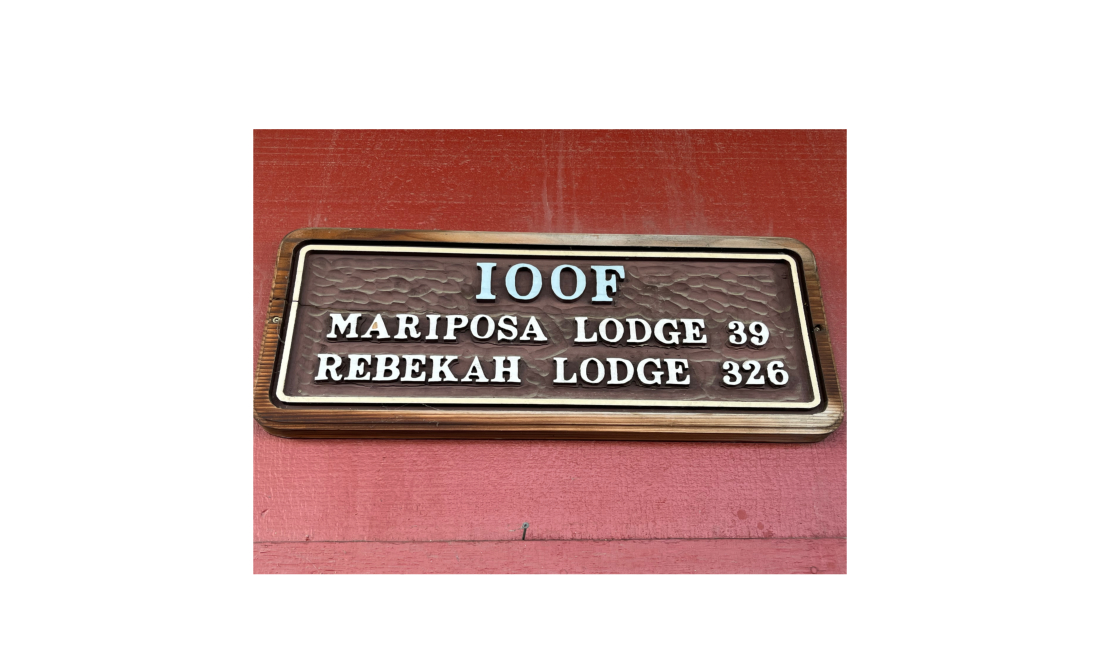 IOOF
MARIPOSA LODGE 39
REBEKAH LODGE 326